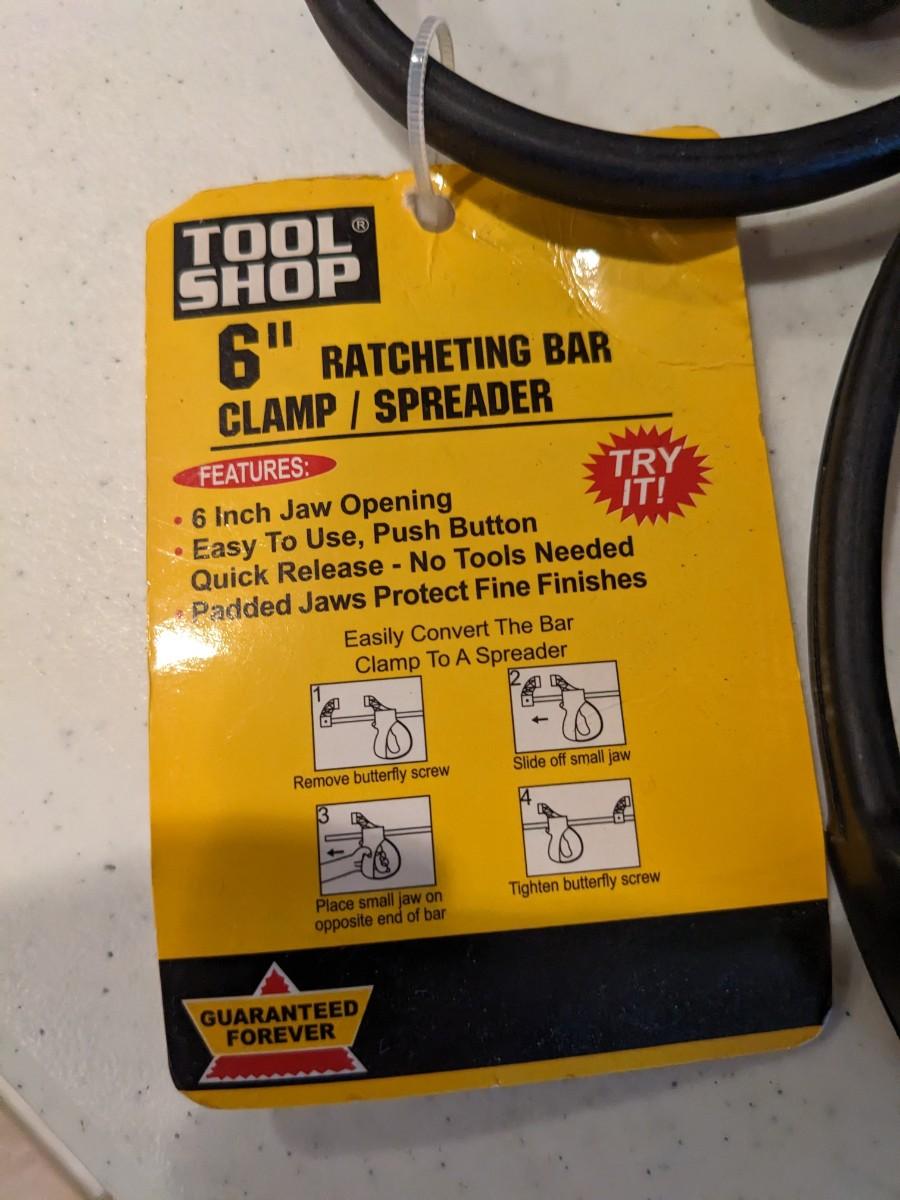 TOOL®
SHOP
6" RATCHETING BAR
CLAMP / SPREADER
FEATURES:
TRY
IT!
• 6 Inch Jaw Opening
• Easy To Use, Push Button
Quick Release - No Tools Needed
• Padded Jaws Protect Fine Finishes
Easily Convert The Bar
Clamp To A Spreader
1
Remove butterfly screw
2
Slide off small jaw
3
Place small jaw on
opposite end of bar
4
Tighten butterfly screw
GUARANTEED
FOREVER